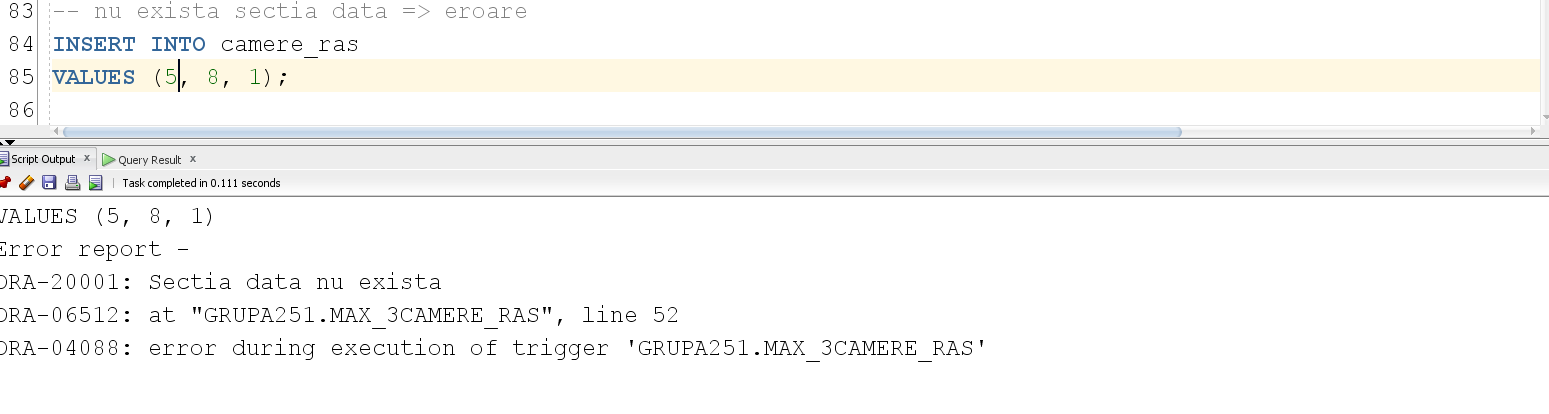 83 -- nu exista sectia data => eroare
84 INSERT INTO camere_ras
85 VALUES (5, 8, 1);
86
Script Output x Query Result x
Task completed in 0.111 seconds
VALUES (5, 8, 1)
Error report -
ORA-20001: Sectia data nu exista
ORA-06512: at "GRUPA251.MAX_3CAMERE_RAS", line 52
ORA-04088: error during execution of trigger 'GRUPA251.MAX_3CAMERE_RAS'